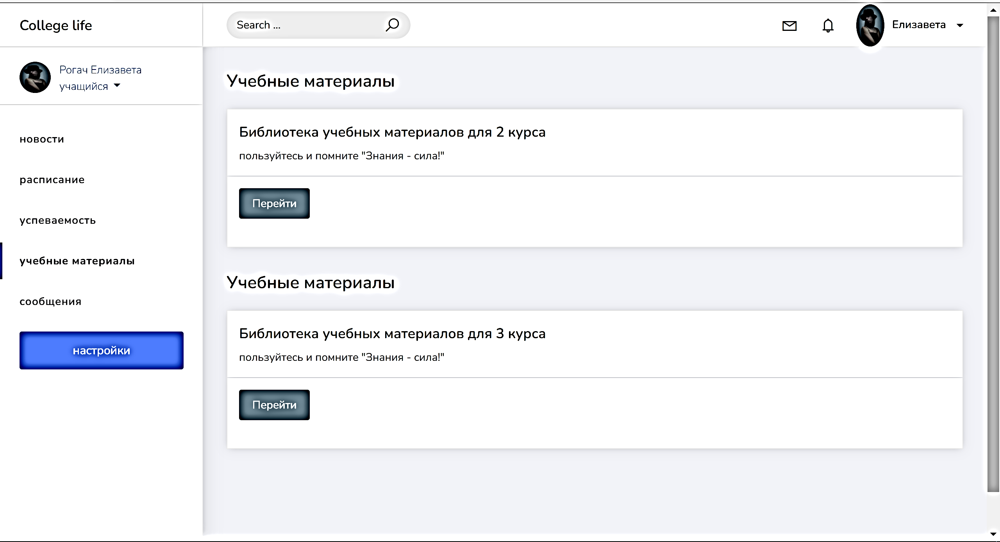 College life
Search ...
Елизавета
Рогач Елизавета
учащийся
новости
расписание
успеваемость
учебные материалы
сообщения
настройки
Учебные материалы
Библиотека учебных материалов для 2 курса
пользуйтесь и помните "Знания - сила!"
Перейти
Учебные материалы
Библиотека учебных материалов для 3 курса
пользуйтесь и помните "Знания - сила!"
Перейти